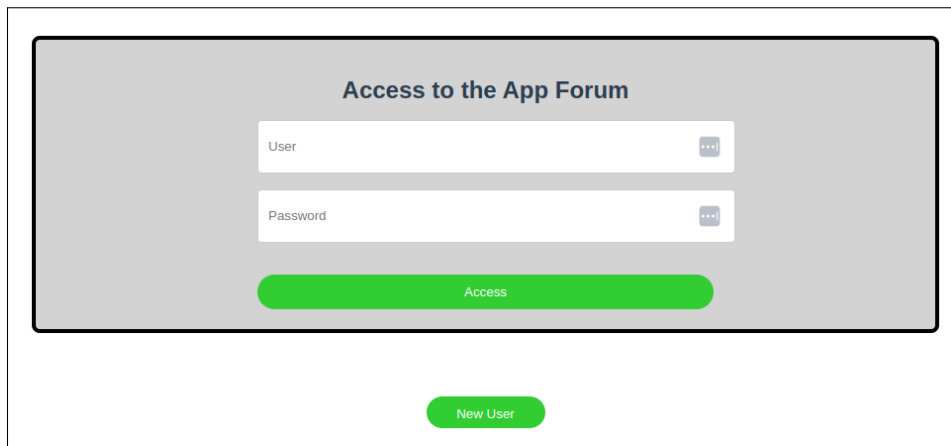 Access to the App Forum
User
Password
Access
New User